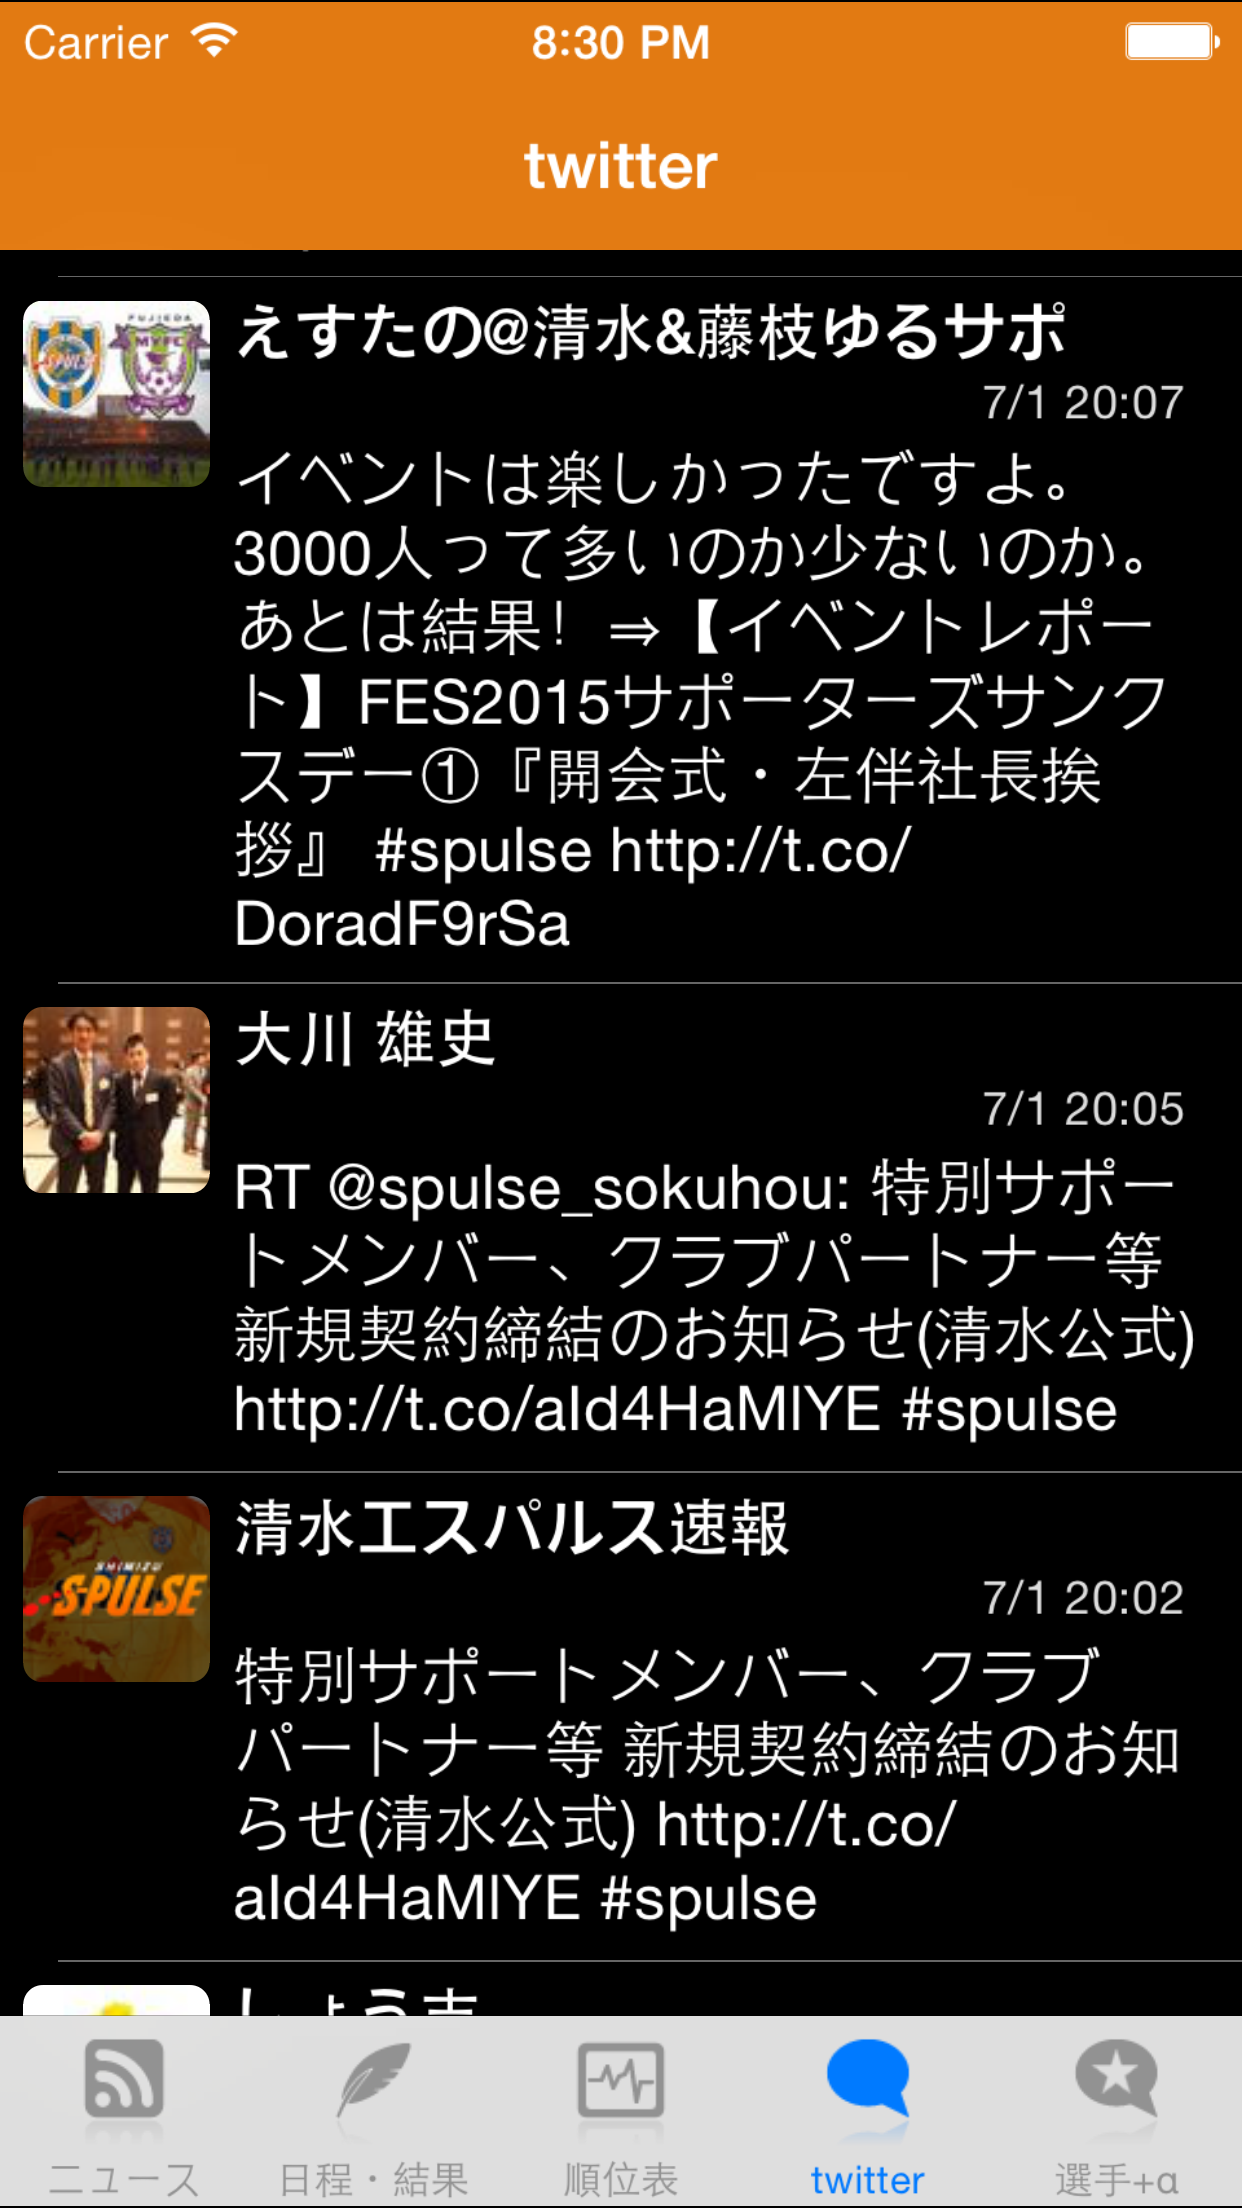 Carrier 8:30 PM
twitter
えすたの@清水&藤枝ゆるサポ
7/1 20:07
イベントは楽しかったですよ。
3000人って多いのか少ないのか。
あとは結果！ ⇒【イベントレポー
ト】FES2015サポーターズサンク
スデー①『開会式・左伴社長挨
拶』 #spulse http://t.co/
DoradF9rSa
FUJIEDA
MYFC
S-PULSE
大川 雄史
7/1 20:05
RT @spulse_sokuhou: 特別サポー
トメンバー、クラブパートナー等
新規契約締結のお知らせ(清水公式)
http://t.co/ald4HaMlYE #spulse
清水エスパルス速報
7/1 20:02
SHIMIZU
S-PULSE
特別サポートメンバー、クラブ
パートナー等 新規契約締結のお知
らせ(清水公式) http://t.co/
ald4HaMlYE #spulse
ニュース 日程・結果 順位表 twitter 選手+α